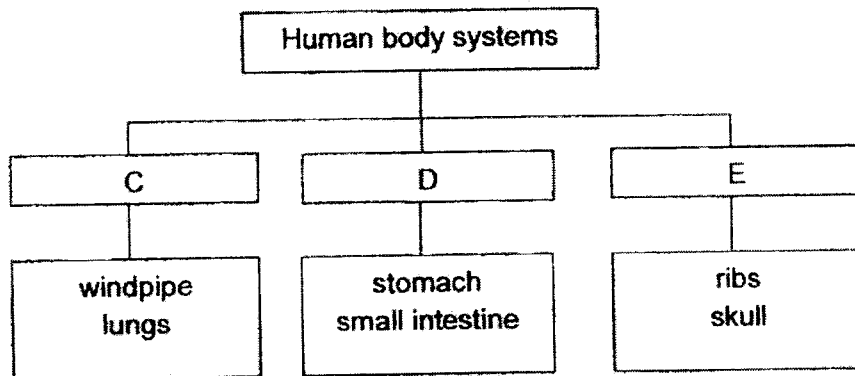 Human body systems
C
D
E
windpipe
lungs
stomach
small intestine
ribs
skull